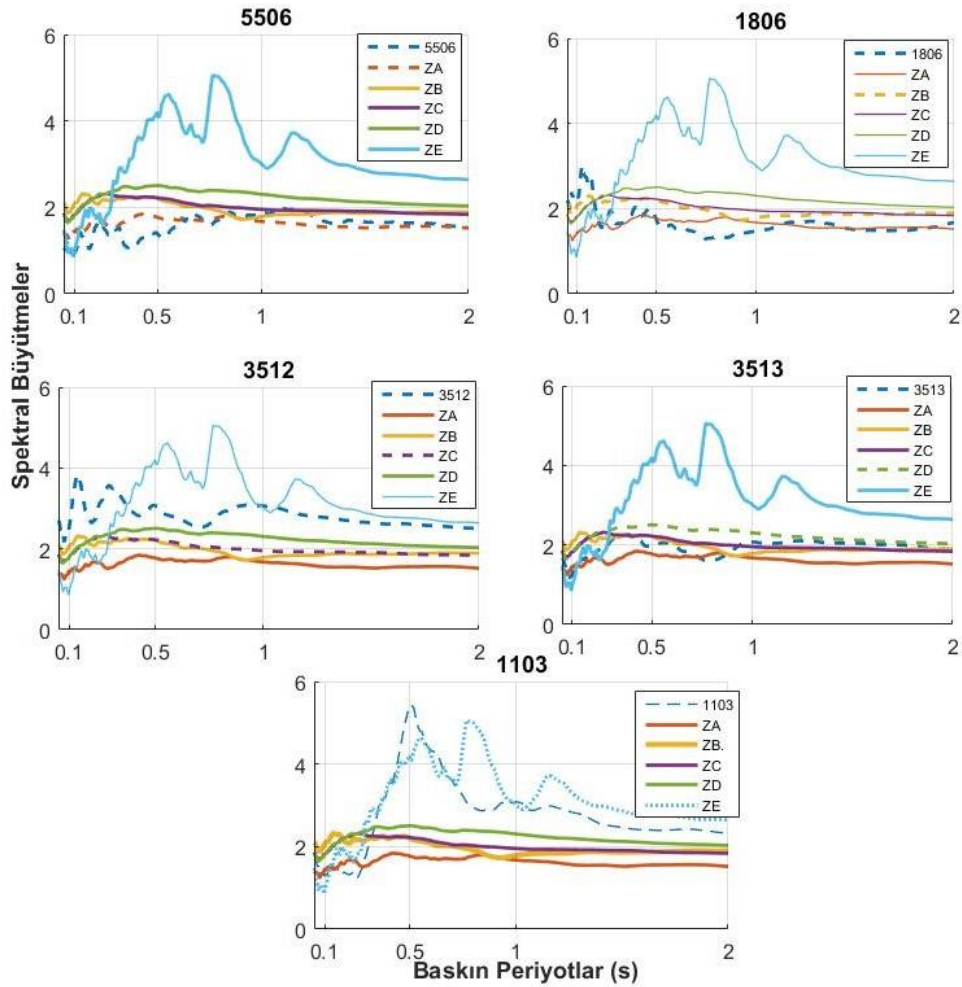 5506
6
4
2
0
0.1 0.5 1 2
5506
ZA
ZB
ZC
ZD
ZE
1806
6
4
2
0
0.1 0.5 1 2
1806
ZA
ZB
ZC
ZD
ZE
Spektral Büyütmeler
3512
6
4
2
0
0.1 0.5 1 2
3512
ZA
ZB
ZC
ZD
ZE
3513
6
4
2
0
0.1 0.5 1 2
3513
ZA
ZB
ZC
ZD
ZE
1103
6
4
2
0
0.1 0.5 1 2
1103
ZA
ZB.
ZC
ZD
ZE
Baskın Periyotlar (s)